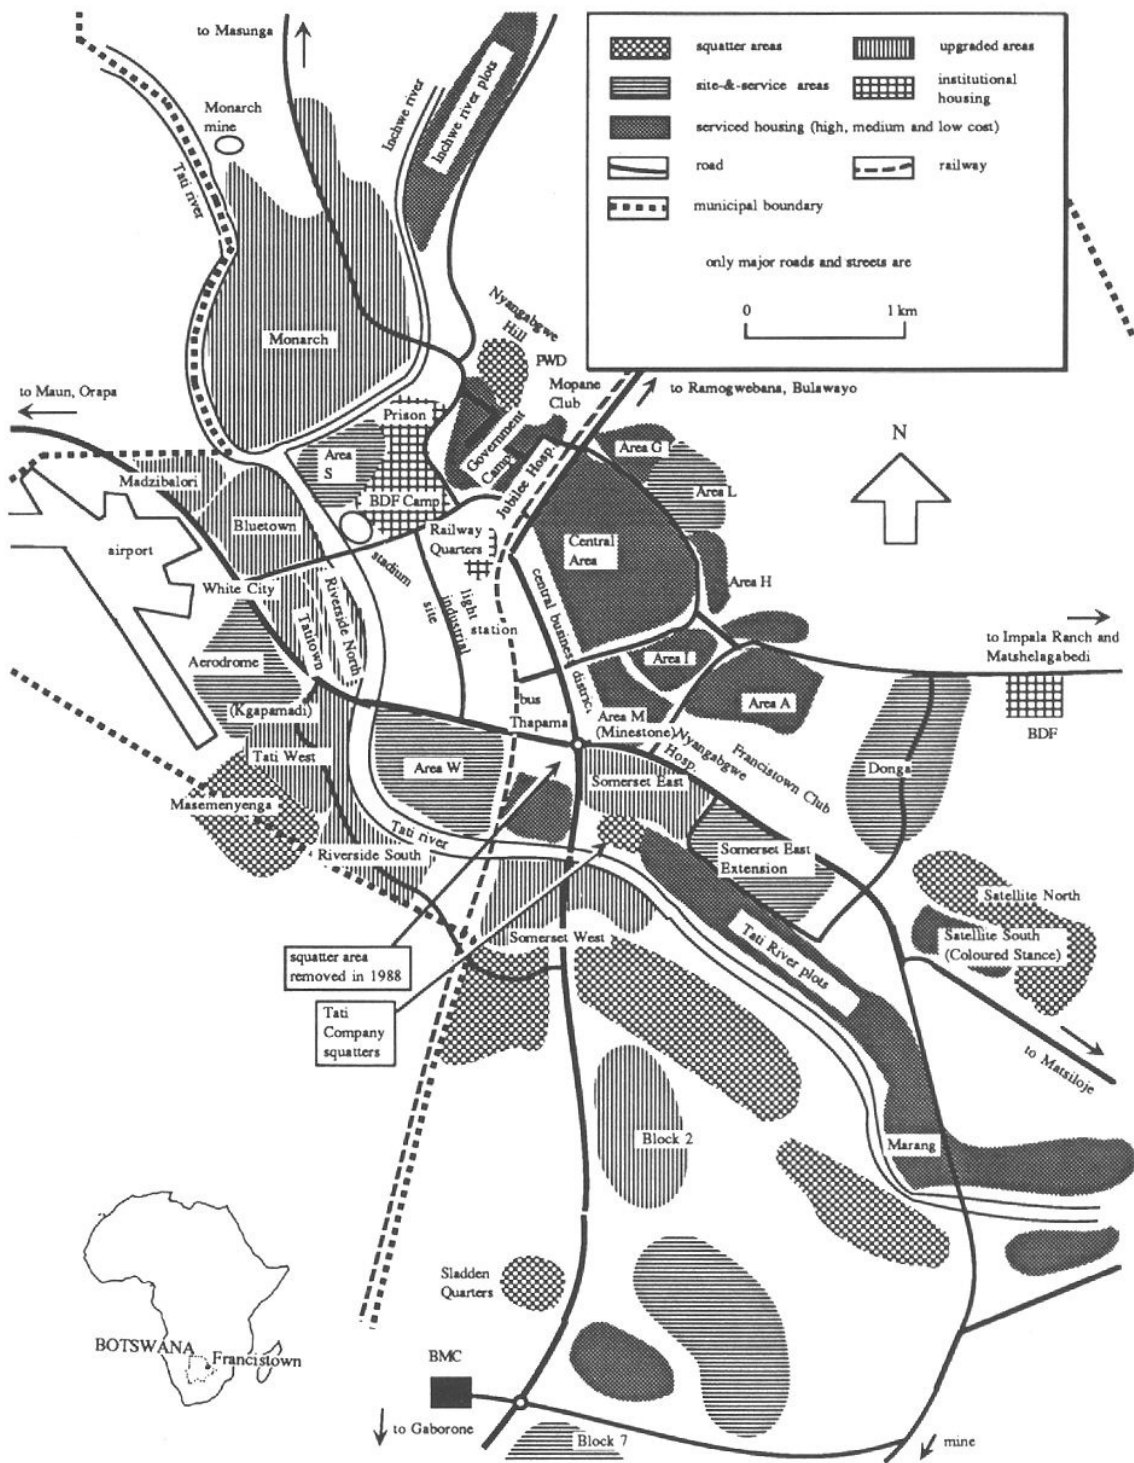 to Masunga
Monarch
mine
Tati river
Inchwe river
Inchwe river plots
squatter areas
upgraded areas
site-&-service areas
institutional
housing
serviced housing (high, medium and low cost)
road
railway
municipal boundary
only major roads and streets are
0
1 km
Monarch
Nyangabgwe
Hill
PWD
Mopane
Club
to Ramogwebana, Bulawayo
to Maun, Orapa
Prison
Government
Camp
Jubilee Hosp.
Area G
N
Area
S
Area L
Madzibalori
BDF Camp
Bluetown
Railway
Quarters
Central
Area
airport
stadium
White City
Area H
Riverside North
Tatitown
light
industrial
site
station
central business
district
to Impala Ranch and
Matshelagabedi
Aerodrome
Area I
(Kgapamadi)
bus
Thapama
Area M
(Minestone)
Area A
BDF
Nyangabgwe
Hosp.
Francistown Club
Tati West
Area W
Somerset East
Donga
Masemenyenga
Tati river
Riverside South
Somerset East
Extension
Satellite North
Somerset West
Tati River plots
Satellite South
(Coloured Stance)
squatter area
removed in 1988
Tati
Company
squatters
to Matsiloje
Block 2
Marang
Sladden
Quarters
BOTSWANA
Francistown
BMC
to Gaborone
Block 7
mine